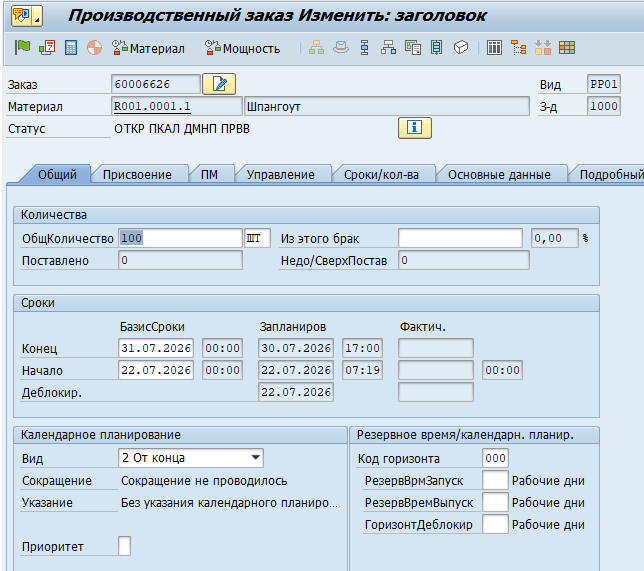 Производственный заказ Изменить: заголовок
Материал Мощность
Заказ 60006626 Вид PP01
Материал R001.0001.1 Шпангоут З-д 1000
Статус ОТКР ПКАЛ ДМНП ПРВВ
Общий Присвоение ПМ Управление Сроки/кол-ва Основные данные Подробный
Количества
ОбщКоличество 100 ШТ Из этого брак 0,00 %
Поставлено 0 Недо/СверхПостав 0
Сроки
БазисСроки Запланиров Фактич.
Конец 31.07.2026 00:00 30.07.2026 17:00
Начало 22.07.2026 00:00 22.07.2026 07:19 00:00
Деблокир. 22.07.2026
Календарное планирование
Вид 2 От конца
Сокращение Сокращение не проводилось
Указание Без указания календарного планиро...
Приоритет
Резервное время/календарн. планир.
Код горизонта 000
РезервВрмЗапуск Рабочие дни
РезервВремВыпуск Рабочие дни
ГоризонтДеблокир Рабочие дни